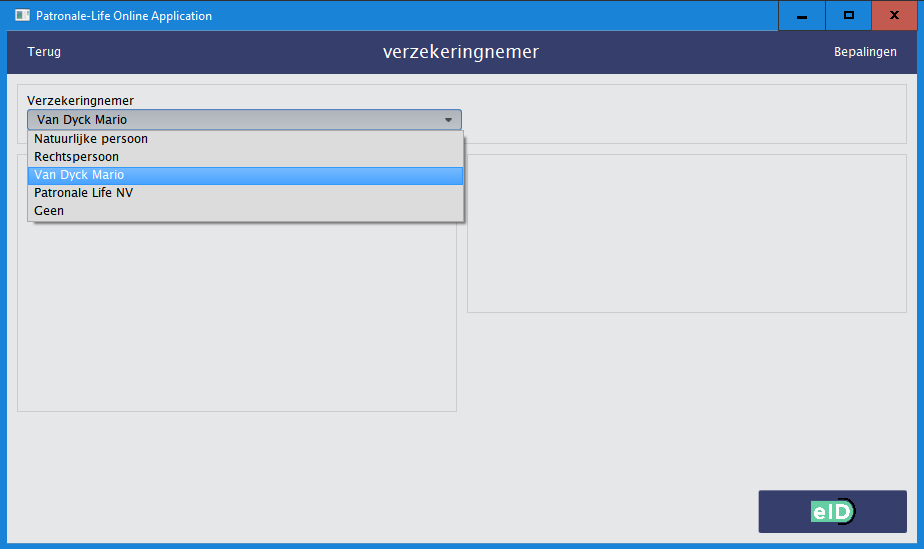 Patronale-Life Online Application
Terug
verzekeringnemer
Bepalingen
Verzekeringnemer
Van Dyck Mario
Natuurlijke persoon
Rechtspersoon
Van Dyck Mario
Patronale Life NV
Geen
eID